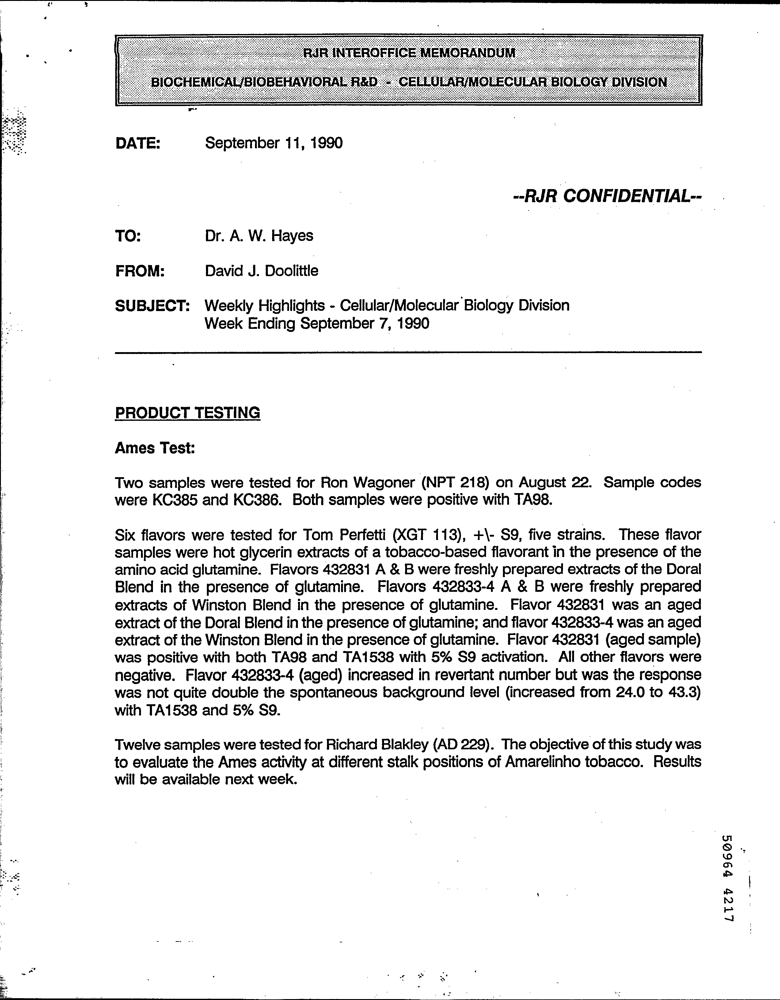 RJR INTEROFFICE MEMORANDUM
BIOCHEMICAL/BIOBEHAVIORAL R&D - CELLULAR/MOLECULAR BIOLOGY DIVISION
DATE: September 11, 1990
--RJR CONFIDENTIAL--
TO: Dr. A. W. Hayes
FROM: David J. Doolittle
SUBJECT: Weekly Highlights - Cellular/Molecular Biology Division
Week Ending September 7, 1990
PRODUCT TESTING
Ames Test:
Two samples were tested for Ron Wagoner (NPT 218) on August 22. Sample codes
were KC385 and KC386. Both samples were positive with TA98.
Six flavors were tested for Tom Perfetti (XGT 113), +\- S9, five strains. These flavor
samples were hot glycerin extracts of a tobacco-based flavorant in the presence of the
amino acid glutamine. Flavors 432831 A & B were freshly prepared extracts of the Doral
Blend in the presence of glutamine. Flavors 432833-4 A & B were freshly prepared
extracts of Winston Blend in the presence of glutamine. Flavor 432831 was an aged
extract of the Doral Blend in the presence of glutamine; and flavor 432833-4 was an aged
extract of the Winston Blend in the presence of glutamine. Flavor 432831 (aged sample)
was positive with both TA98 and TA1538 with 5% S9 activation. All other flavors were
negative. Flavor 432833-4 (aged) increased in revertant number but was the response
was not quite double the spontaneous background level (increased from 24.0 to 43.3)
with TA1538 and 5% S9.
Twelve samples were tested for Richard Blakley (AD 229). The objective of this study was
to evaluate the Ames activity at different stalk positions of Amarelinho tobacco. Results
will be available next week.
50964 4217